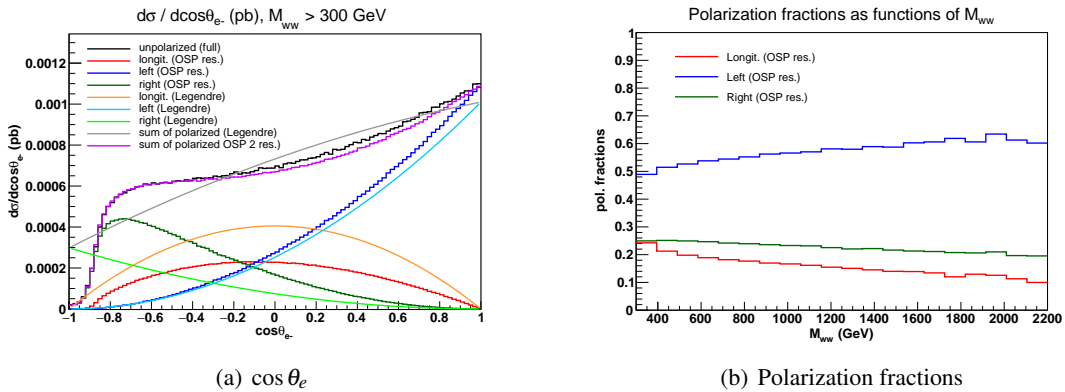 dσ / dcosθe- (pb), Mww > 300 GeV
dσ/dcosθe- (pb)
0.0012
0.001
0.0008
0.0006
0.0004
0.0002
0
unpolarized (full)
longit. (OSP res.)
left (OSP res.)
right (OSP res.)
longit. (Legendre)
left (Legendre)
right (Legendre)
sum of polarized (Legendre)
sum of polarized OSP 2 res.)
−1 −0.8 −0.6 −0.4 −0.2 0 0.2 0.4 0.6 0.8 1
cosθe-
(a) cos θe
Polarization fractions as functions of Mww
pol. fractions
1
0.9
0.8
0.7
0.6
0.5
0.4
0.3
0.2
0.1
0
Longit. (OSP res.)
Left (OSP res.)
Right (OSP res.)
400 600 800 1000 1200 1400 1600 1800 2000 2200
Mww (GeV)
(b) Polarization fractions